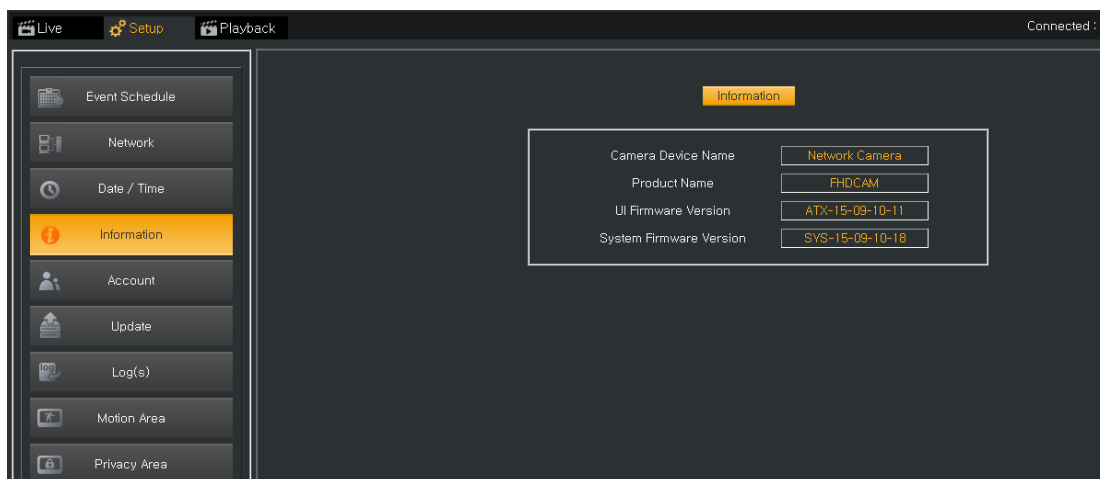 Live Setup Playback Connected :
Event Schedule
Network
Date / Time
Information
Account
Update
Log(s)
Motion Area
Privacy Area
Information
Camera Device Name Network Camera
Product Name FHDCAM
UI Firmware Version ATX-15-09-10-11
System Firmware Version SYS-15-09-10-18
log